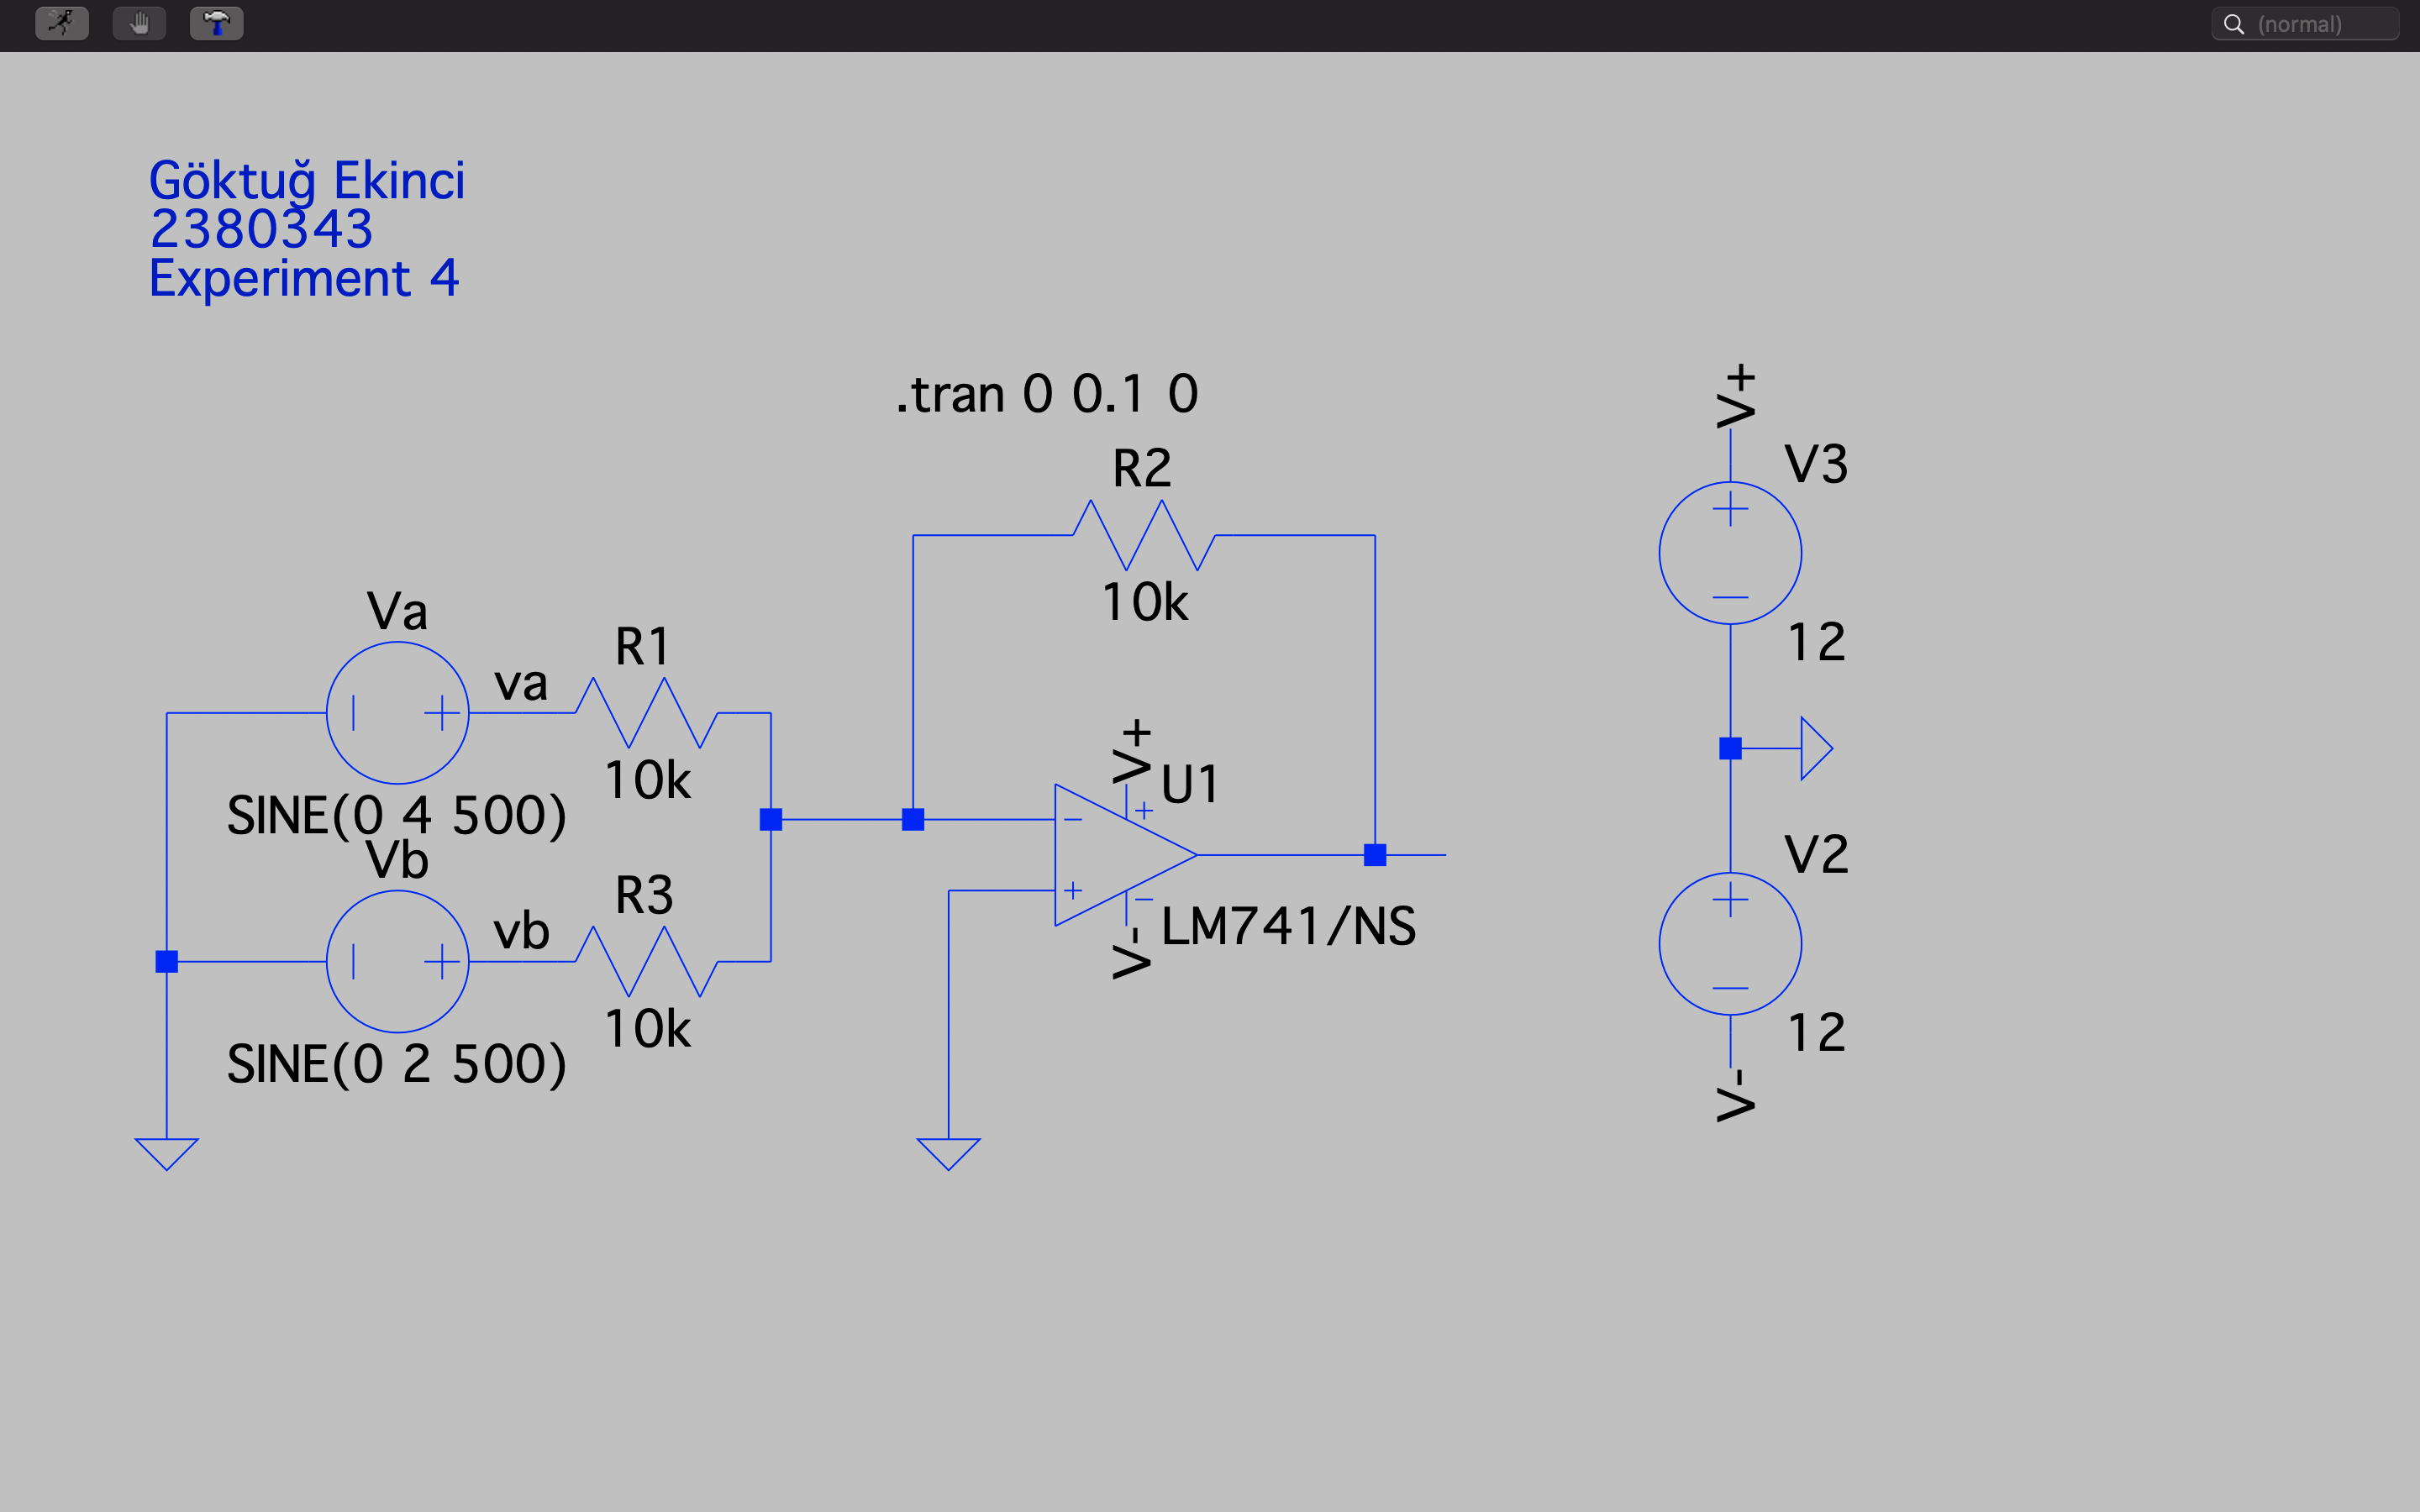 (normal)
Göktuğ Ekinci
2380343
Experiment 4
.tran 0 0.1 0
R2
10k
Va
va
R1
10k
SINE(0 4 500)
Vb
vb
R3
10k
SINE(0 2 500)
V+
U1
LM741/NS
V-
V+
V3
12
V2
12
V-